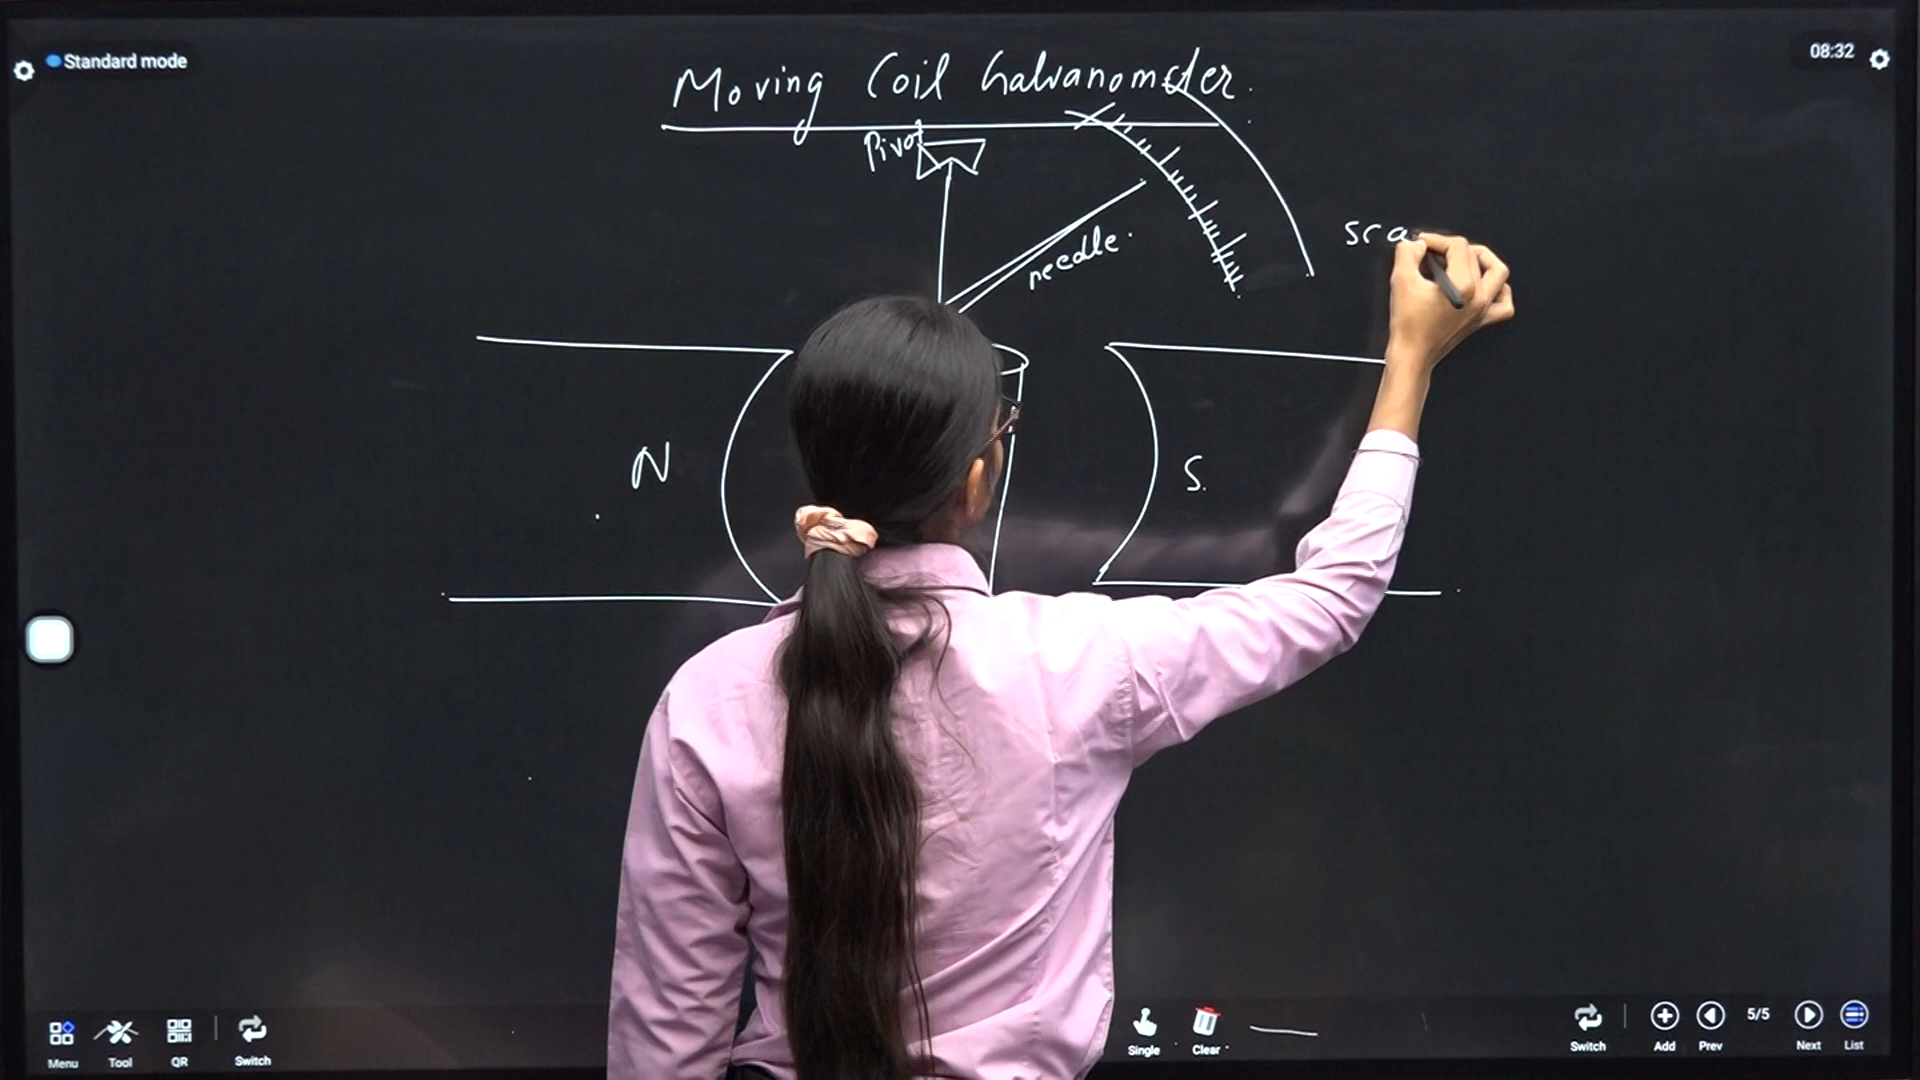 Standard mode
08:32
Moving Coil Galvanometer.
Pivot
needle.
sca
N
S.
Menu
Tool
QR
Switch
Single
Clear
Switch
Add
Prev
5/5
Next
List